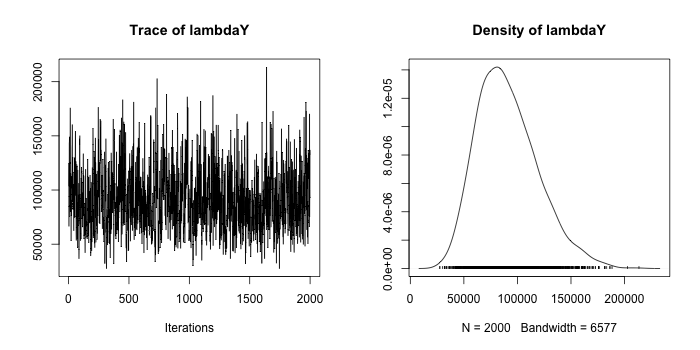 Trace of lambdaY
200000
150000
100000
50000
0 500 1000 1500 2000
Iterations
Density of lambdaY
1.2e-05
8.0e-06
4.0e-06
0.0e+00
0 50000 100000 150000 200000
N = 2000 Bandwidth = 6577